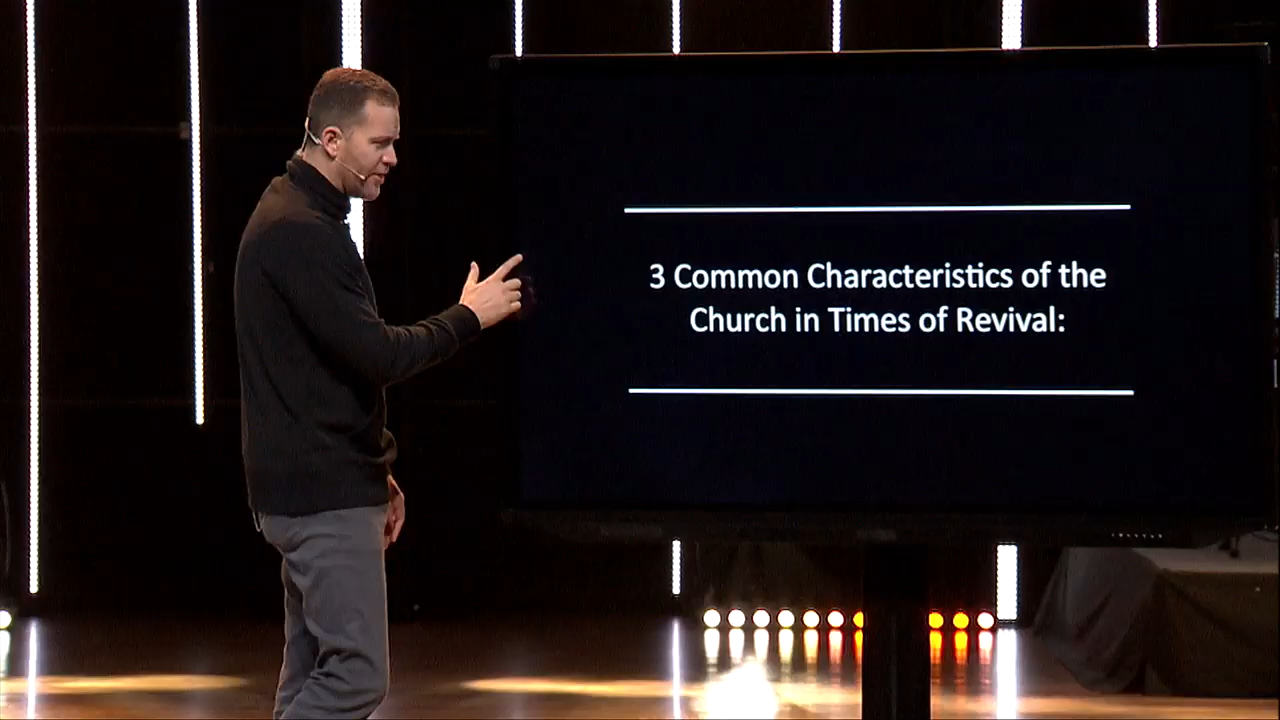 3 Common Characteristics of the
Church in Times of Revival: